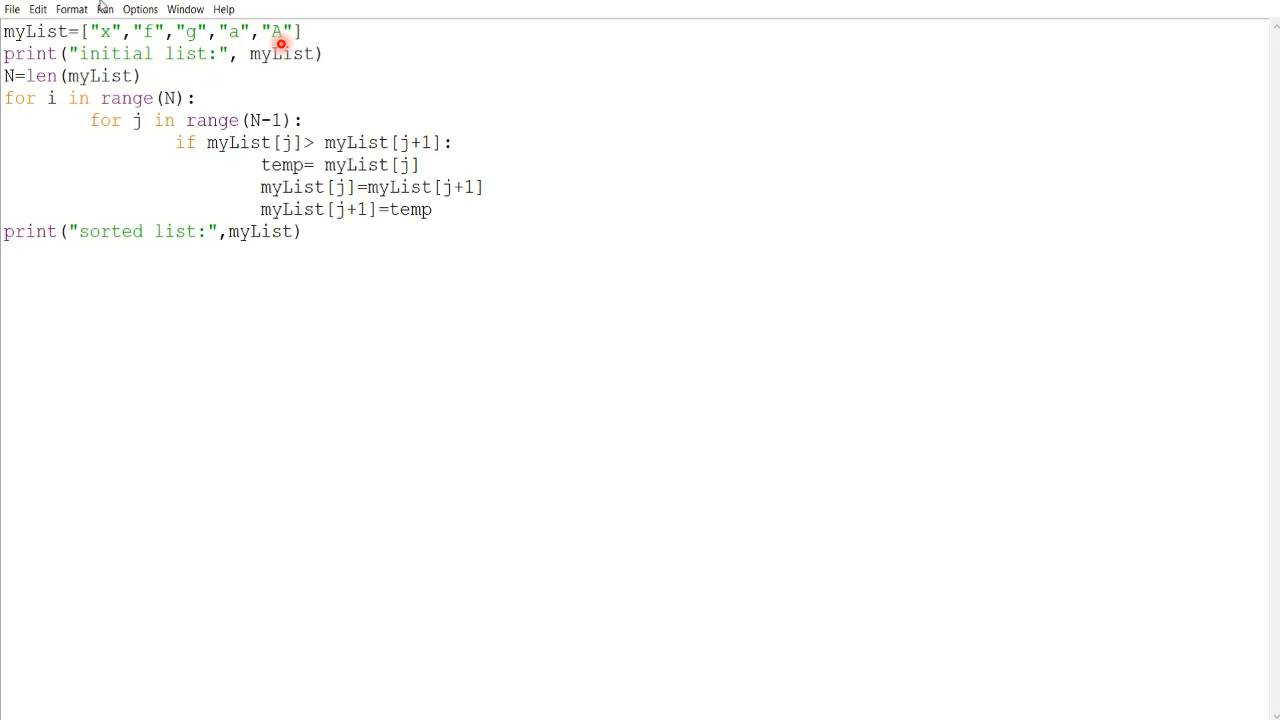 File Edit Format Run Options Window Help
myList=["x","f","g","a","A"]
print("initial list:", myList)
N=len(myList)
for i in range(N):
        for j in range(N-1):
                if myList[j]> myList[j+1]:
                        temp= myList[j]
                        myList[j]=myList[j+1]
                        myList[j+1]=temp
print("sorted list:",myList)